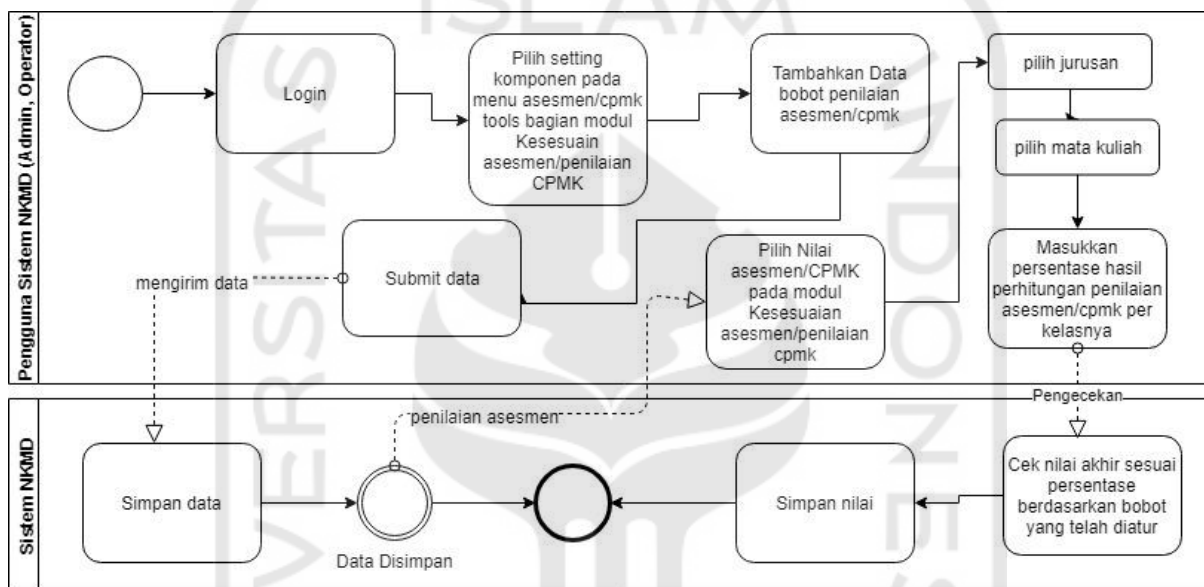 ISLAM
VERSTAS
INDONES
Pengguna Sistem NKMD (Admin, Operator)
Login
Pilih setting
komponen pada
menu asesmen/cpmk
tools bagian modul
Kesesuain
asesmen/penilaian
CPMK
Tambahkan Data
bobot penilaian
asesmen/cpmk
pilih jurusan
pilih mata kuliah
Submit data
mengirim data
Pilih Nilai
asesmen/CPMK
pada modul
Kesesuaian
asesmen/penilaian
cpmk
Masukkan
persentase hasil
perhitungan penilaian
asesmen/cpmk per
kelasnya
penilaian asesmen
Pengecekan
Sistem NKMD
Simpan data
Data Disimpan
Simpan nilai
Cek nilai akhir sesuai
persentase
berdasarkan bobot
yang telah diatur